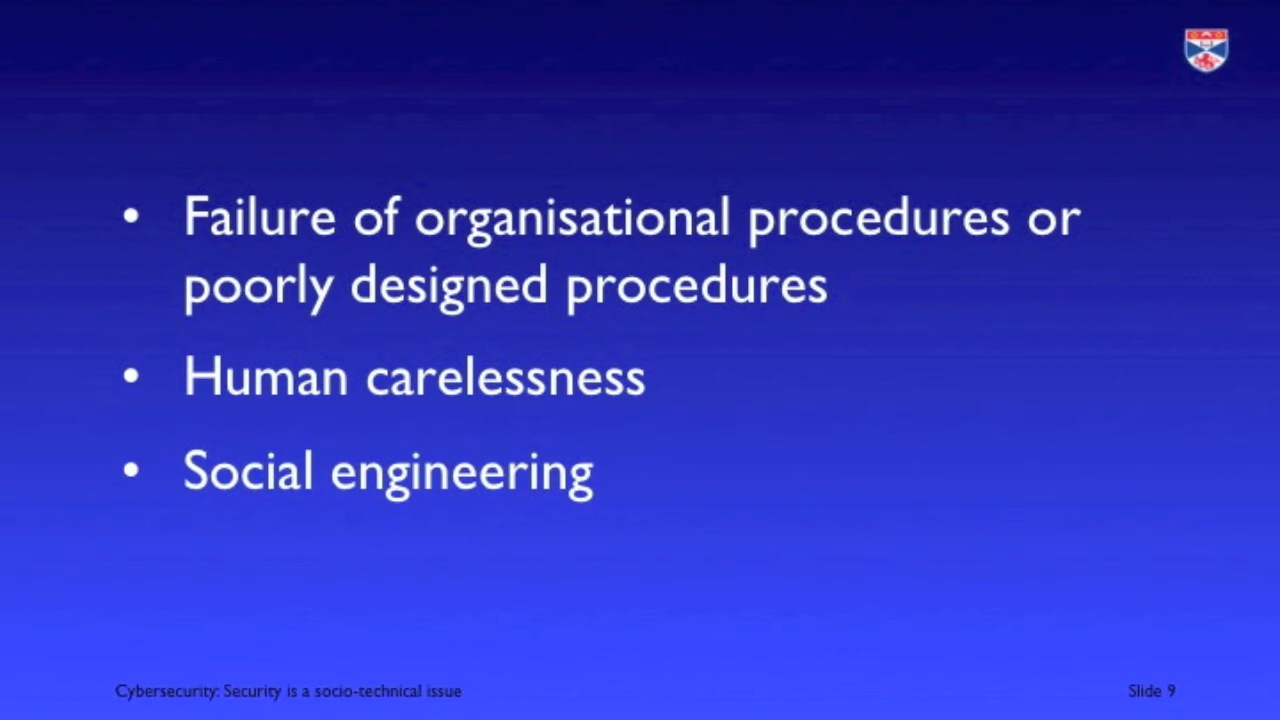 • Failure of organisational procedures or
poorly designed procedures
• Human carelessness
• Social engineering
Cybersecurity: Security is a socio-technical issue
Slide 9